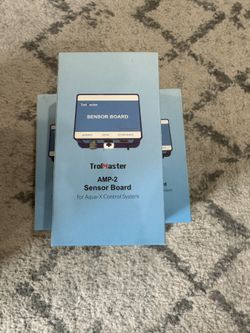 TrolMaster
SENSOR BOARD
TrolMaster
AMP-2
Sensor Board
for Aqua-X Control System